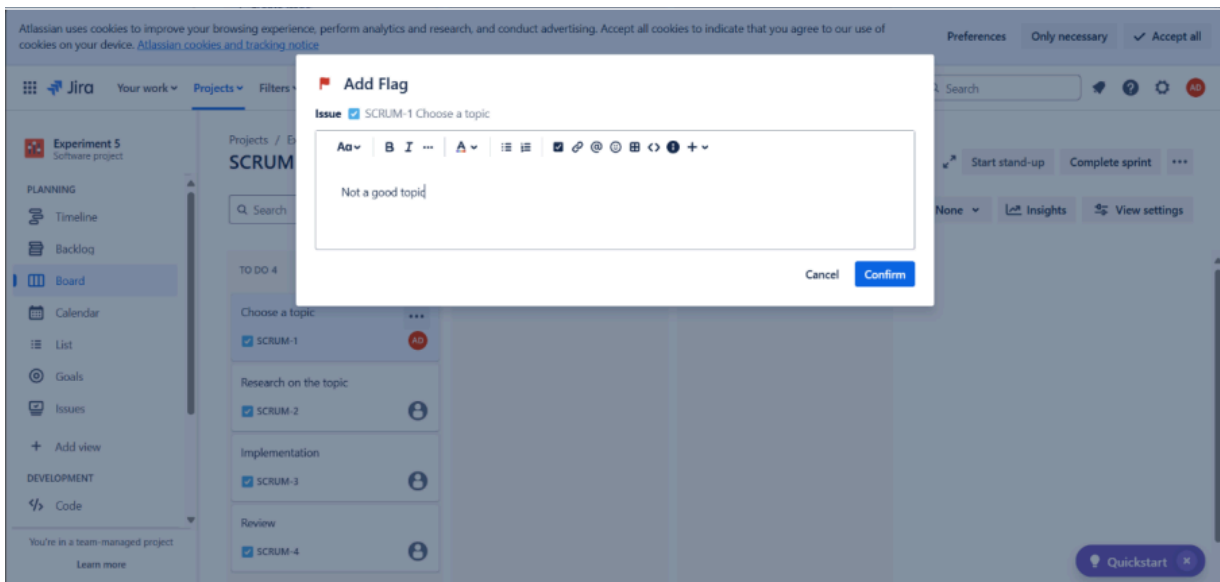 Atlassian uses cookies to improve your browsing experience, perform analytics and research, and conduct advertising. Accept all cookies to indicate that you agree to our use of
cookies on your device. Atlassian cookies and tracking notice
Preferences
Only necessary
Accept all
Jira
Your work
Projects
Filters
Search
AD
Add Flag
Issue SCRUM-1 Choose a topic
Aa
B I ... A
Not a good topic
Cancel
Confirm
Experiment 5
Software project
PLANNING
Timeline
Backlog
Board
Calendar
List
Goals
Issues
Add view
DEVELOPMENT
Code
You're in a team-managed project
Learn more
Projects /
SCRUM
Search
Start stand-up
Complete sprint
None
Insights
View settings
TO DO 4
Choose a topic
SCRUM-1
AD
Research on the topic
SCRUM-2
Implementation
SCRUM-3
Review
SCRUM-4
Quickstart